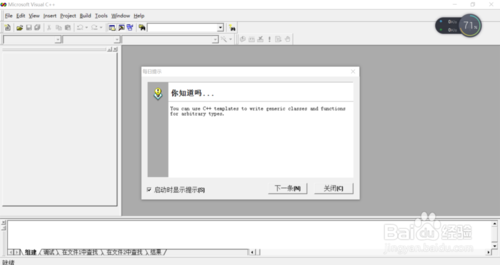 Microsoft Visual C++
File Edit View Insert Project Build Tools Window Help
71
每日提示
你知道吗...
You can use C++ templates to write generic classes and functions
for arbitrary types.
启动时显示提示(S)
下一条(N)
关闭(C)
组建 调试 在文件1中查找 在文件2中查找 结果
就绪
Baidu 经验
jingyan.baidu.com